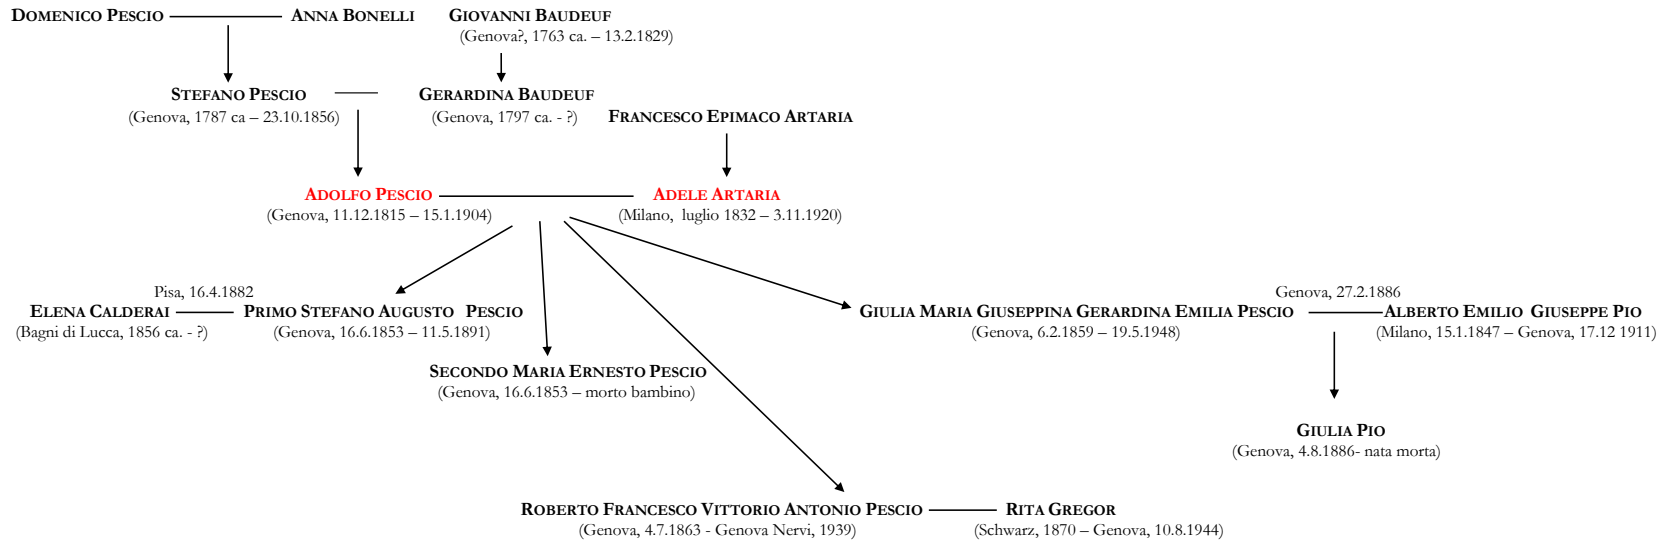 DOMENICO PESCIO ANNA BONELLI GIOVANNI BAUDEUF
(Genova?, 1763 ca. – 13.2.1829)
STEFANO PESCIO GERARDINA BAUDEUF
(Genova, 1787 ca – 23.10.1856) (Genova, 1797 ca. - ?) FRANCESCO EPIMACO ARTARIA
ADOLFO PESCIO ADELE ARTARIA
(Genova, 11.12.1815 – 15.1.1904) (Milano, luglio 1832 – 3.11.1920)
Pisa, 16.4.1882 Genova, 27.2.1886
ELENA CALDERAI PRIMO STEFANO AUGUSTO PESCIO GIULIA MARIA GIUSEPPINA GERARDINA EMILIA PESCIO ALBERTO EMILIO GIUSEPPE PIO
(Bagni di Lucca, 1856 ca. - ?) (Genova, 16.6.1853 – 11.5.1891) (Genova, 6.2.1859 – 19.5.1948) (Milano, 15.1.1847 – Genova, 17.12 1911)
SECONDO MARIA ERNESTO PESCIO
(Genova, 16.6.1853 – morto bambino)
GIULIA PIO
(Genova, 4.8.1886- nata morta)
ROBERTO FRANCESCO VITTORIO ANTONIO PESCIO RITA GREGOR
(Genova, 4.7.1863 - Genova Nervi, 1939) (Schwarz, 1870 – Genova, 10.8.1944)